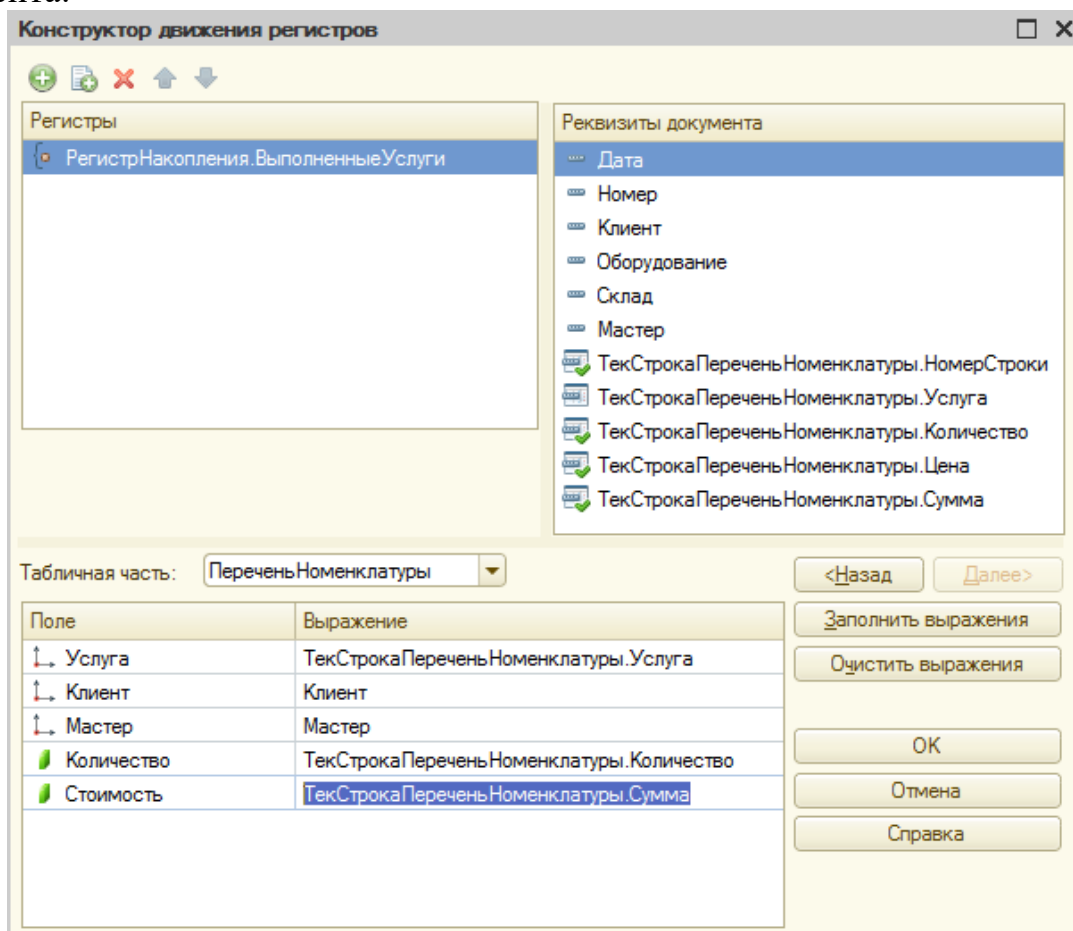 ента.
Конструктор движения регистров
Регистры
РегистрНакопления.ВыполненныеУслуги
Реквизиты документа
Дата
Номер
Клиент
Оборудование
Склад
Мастер
ТекСтрокаПереченьНоменклатуры.НомерСтроки
ТекСтрокаПереченьНоменклатуры.Услуга
ТекСтрокаПереченьНоменклатуры.Количество
ТекСтрокаПереченьНоменклатуры.Цена
ТекСтрокаПереченьНоменклатуры.Сумма
Табличная часть: ПереченьНоменклатуры
<Назад Далее>
Заполнить выражения
Очистить выражения
Поле Выражение
Услуга ТекСтрокаПереченьНоменклатуры.Услуга
Клиент Клиент
Мастер Мастер
Количество ТекСтрокаПереченьНоменклатуры.Количество
Стоимость ТекСтрокаПереченьНоменклатуры.Сумма
ОК
Отмена
Справка